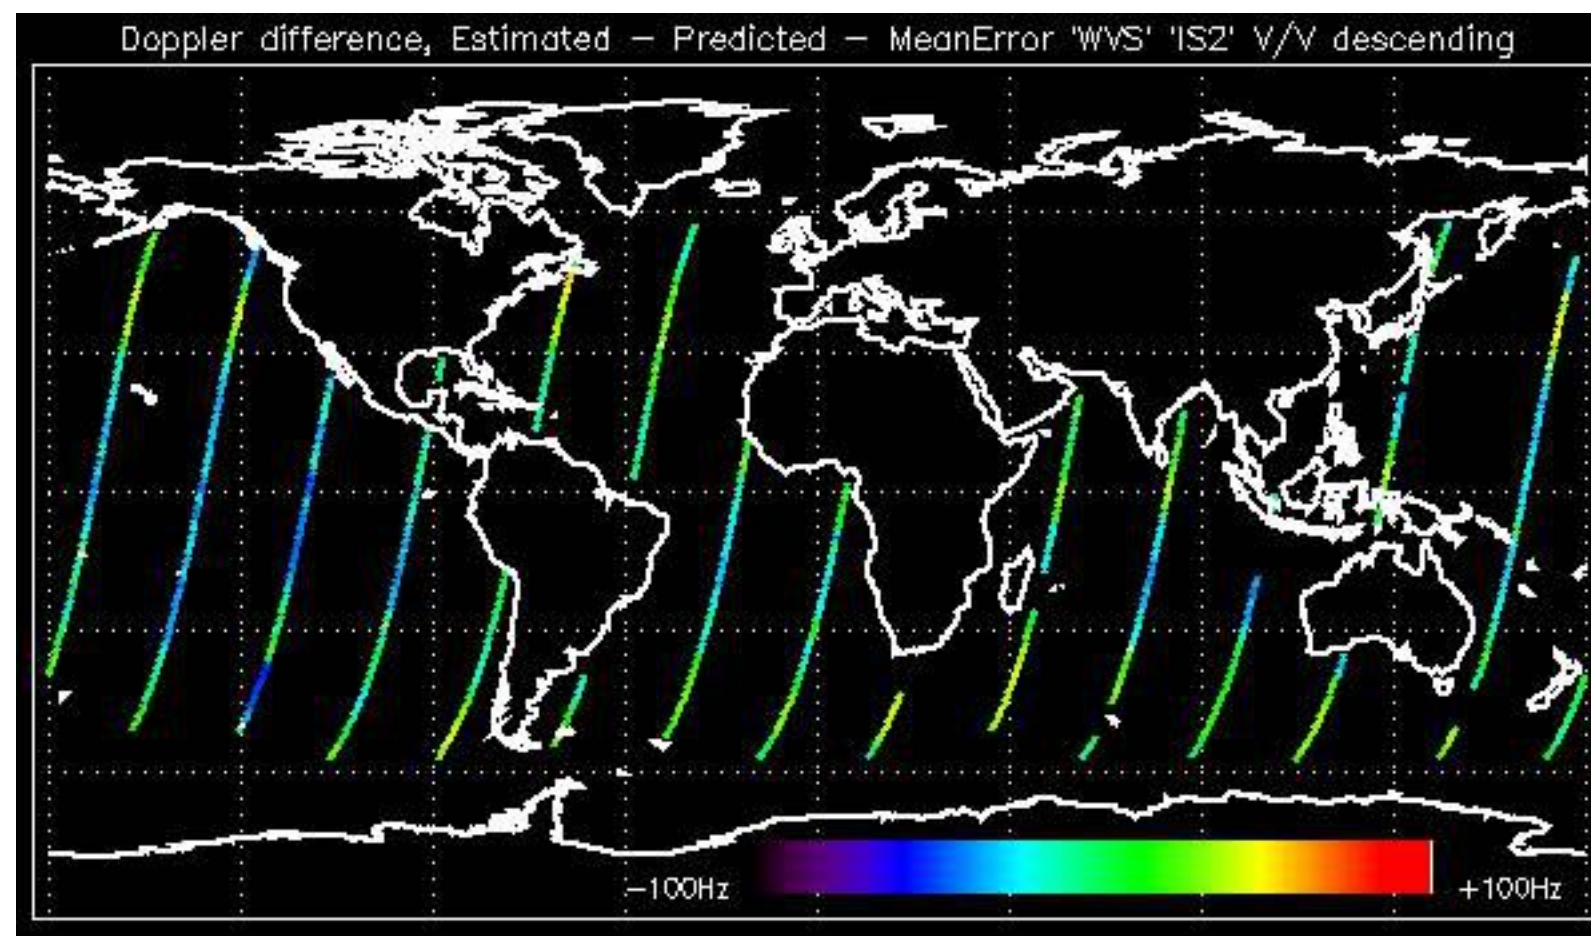 Doppler difference, Estimated – Predicted – MeanError 'WVS' 'IS2' V/V descending
–100Hz +100Hz